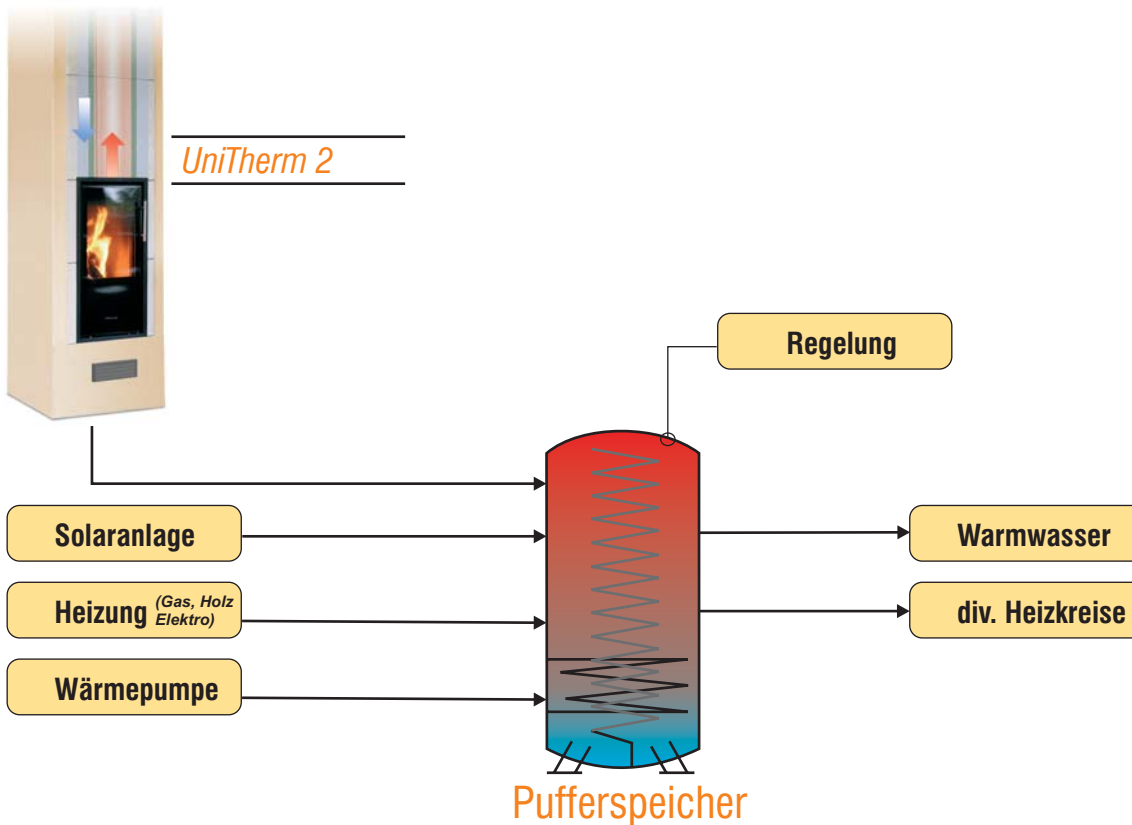 UniTherm 2
Regelung
Solaranlage
Warmwasser
Heizung (Gas, Holz
Elektro)
div. Heizkreise
Wärmepumpe
Pufferspeicher